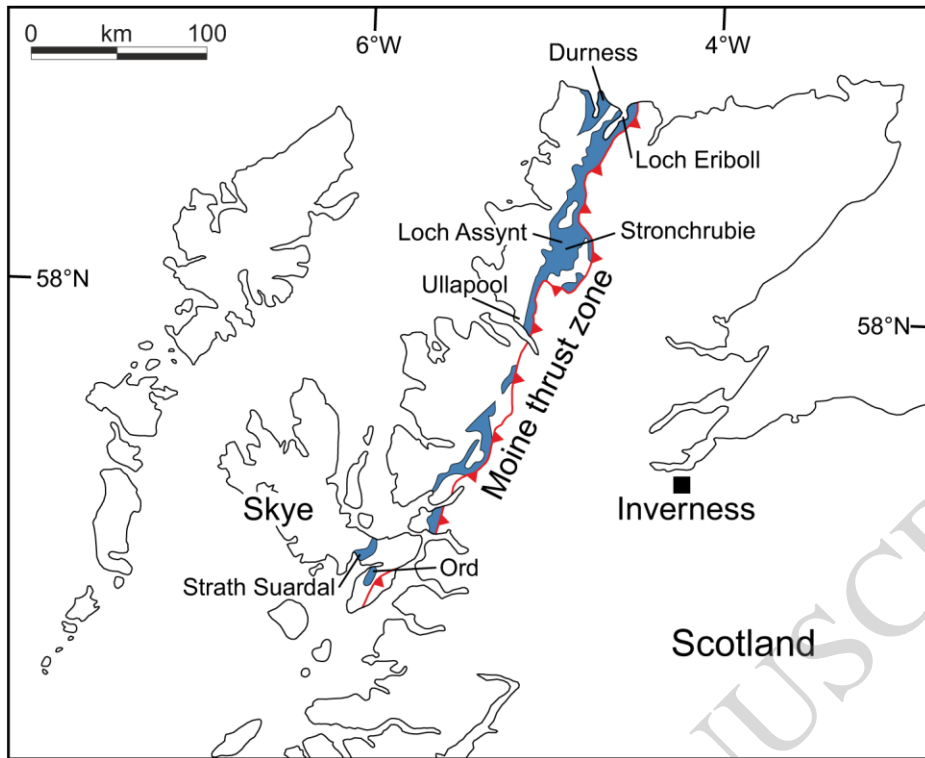 0 km 100
6°W
4°W
Durness
Loch Eriboll
Loch Assynt
Stronchrubie
58°N
Ullapool
58°N
Moine thrust zone
Skye
Inverness
Ord
Strath Suardal
Scotland